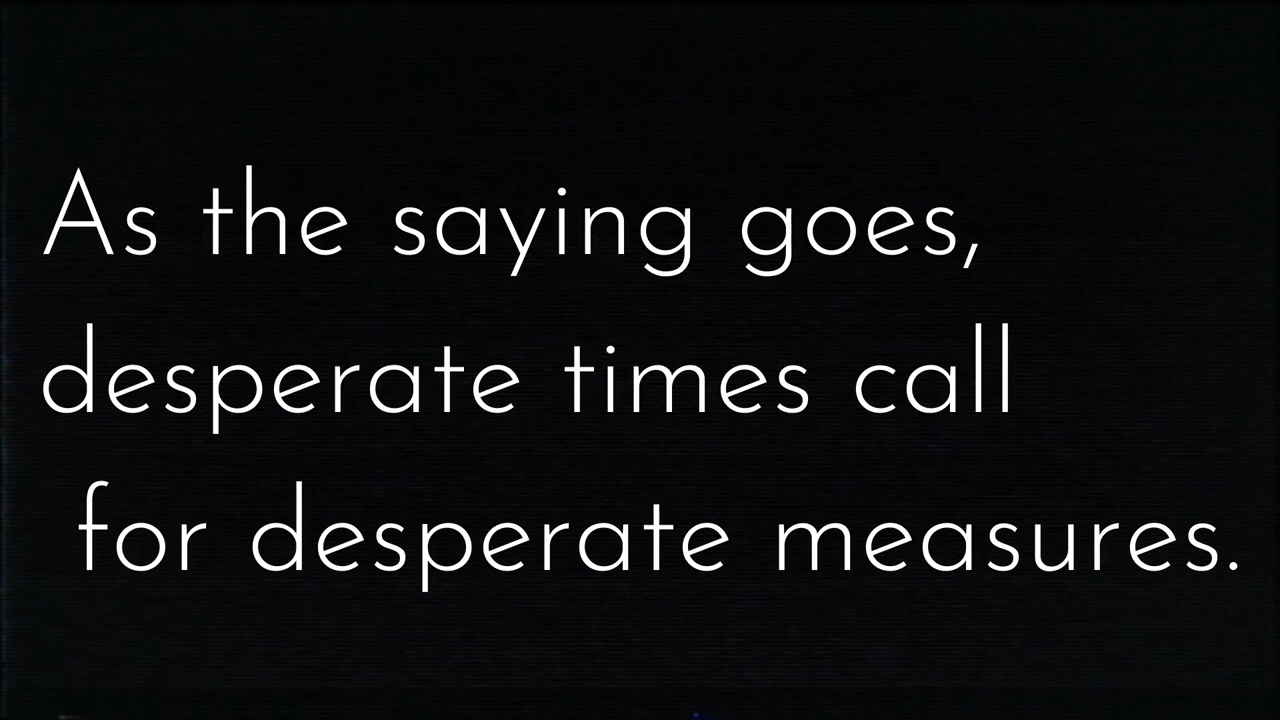 As the saying goes,
desperate times call
for desperate measures.